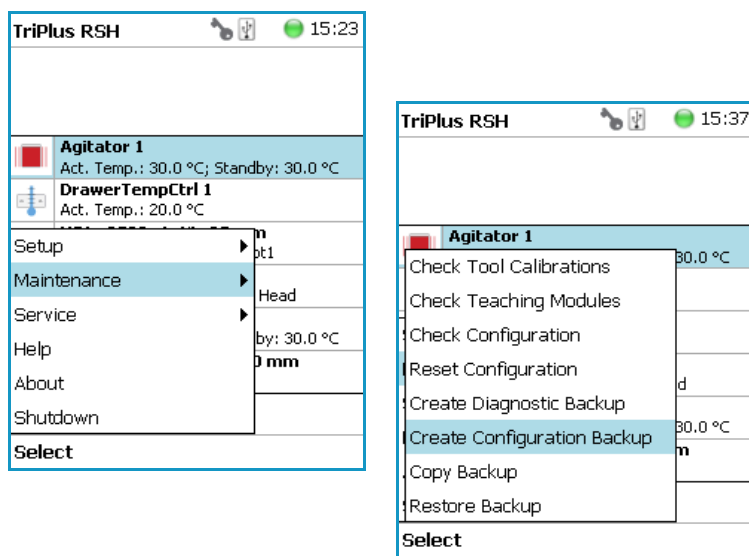 TriPlus RSH 15:23
Agitator 1
Act. Temp.: 30.0 °C; Standby: 30.0 °C
DrawerTempCtrl 1
Act. Temp.: 20.0 °C
Setup
Maintenance
Head
Service
by: 30.0 °C
Help
mm
About
Shutdown
Select
TriPlus RSH 15:37
Agitator 1
30.0 °C
Check Tool Calibrations
Check Teaching Modules
Check Configuration
Reset Configuration
Create Diagnostic Backup
30.0 °C
Create Configuration Backup
Copy Backup
Restore Backup
Select